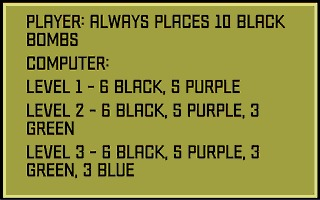 PLAYER: ALWAYS PLACES 10 BLACK
BOMBS
COMPUTER:
LEVEL 1 - 6 BLACK, 5 PURPLE
LEVEL 2 - 6 BLACK, 5 PURPLE, 3
GREEN
LEVEL 3 - 6 BLACK, 5 PURPLE, 3
GREEN, 3 BLUE